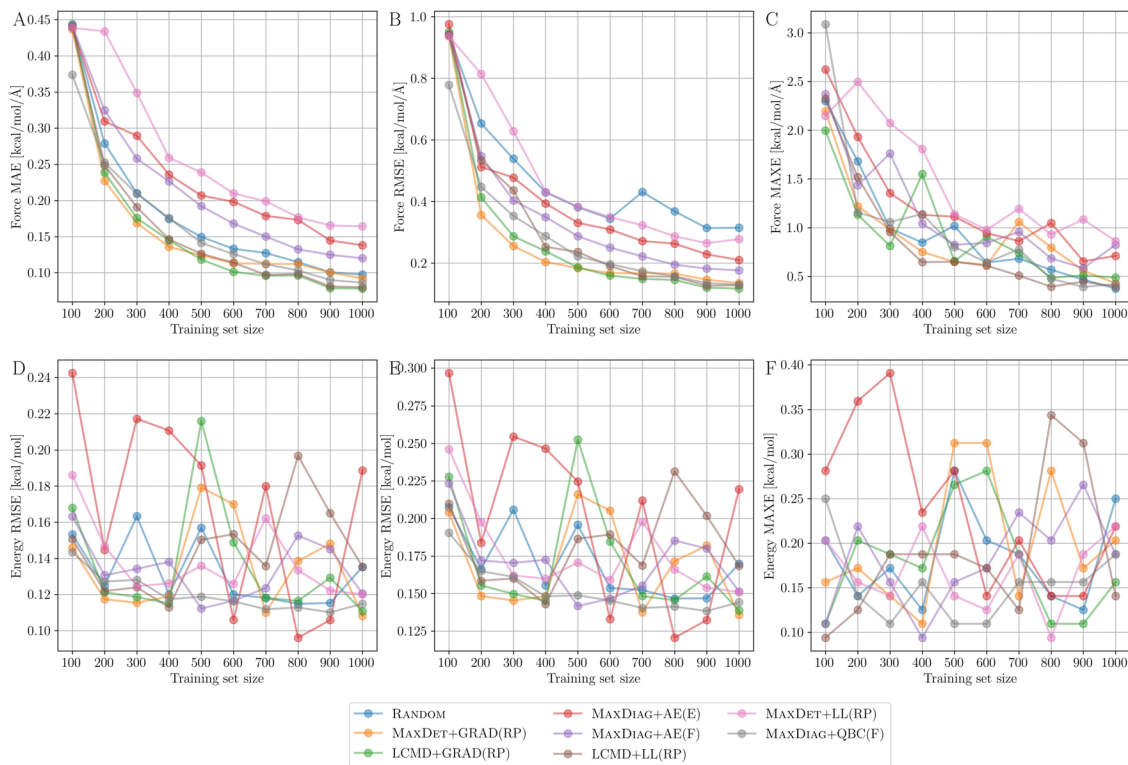 A
B
C
0.45
0.40
0.35
0.30
0.25
0.20
0.15
0.10
Force MAE [kcal/mol/Å]
100 200 300 400 500 600 700 800 900 1000
Training set size
1.0
0.8
0.6
0.4
0.2
Force RMSE [kcal/mol/Å]
100 200 300 400 500 600 700 800 900 1000
Training set size
3.0
2.5
2.0
1.5
1.0
0.5
Force MAXE [kcal/mol/Å]
100 200 300 400 500 600 700 800 900 1000
Training set size
D
E
F
0.24
0.22
0.20
0.18
0.16
0.14
0.12
0.10
Energy RMSE [kcal/mol]
100 200 300 400 500 600 700 800 900 1000
Training set size
0.300
0.275
0.250
0.225
0.200
0.175
0.150
0.125
Energy RMSE [kcal/mol]
100 200 300 400 500 600 700 800 900 1000
Training set size
0.40
0.35
0.30
0.25
0.20
0.15
0.10
Energy MAXE [kcal/mol]
100 200 300 400 500 600 700 800 900 1000
Training set size
RANDOM
MAXDET+GRAD(RP)
LCMD+GRAD(RP)
MAXDIAG+AE(E)
MAXDIAG+AE(F)
LCMD+LL(RP)
MAXDET+LL(RP)
MAXDIAG+QBC(F)